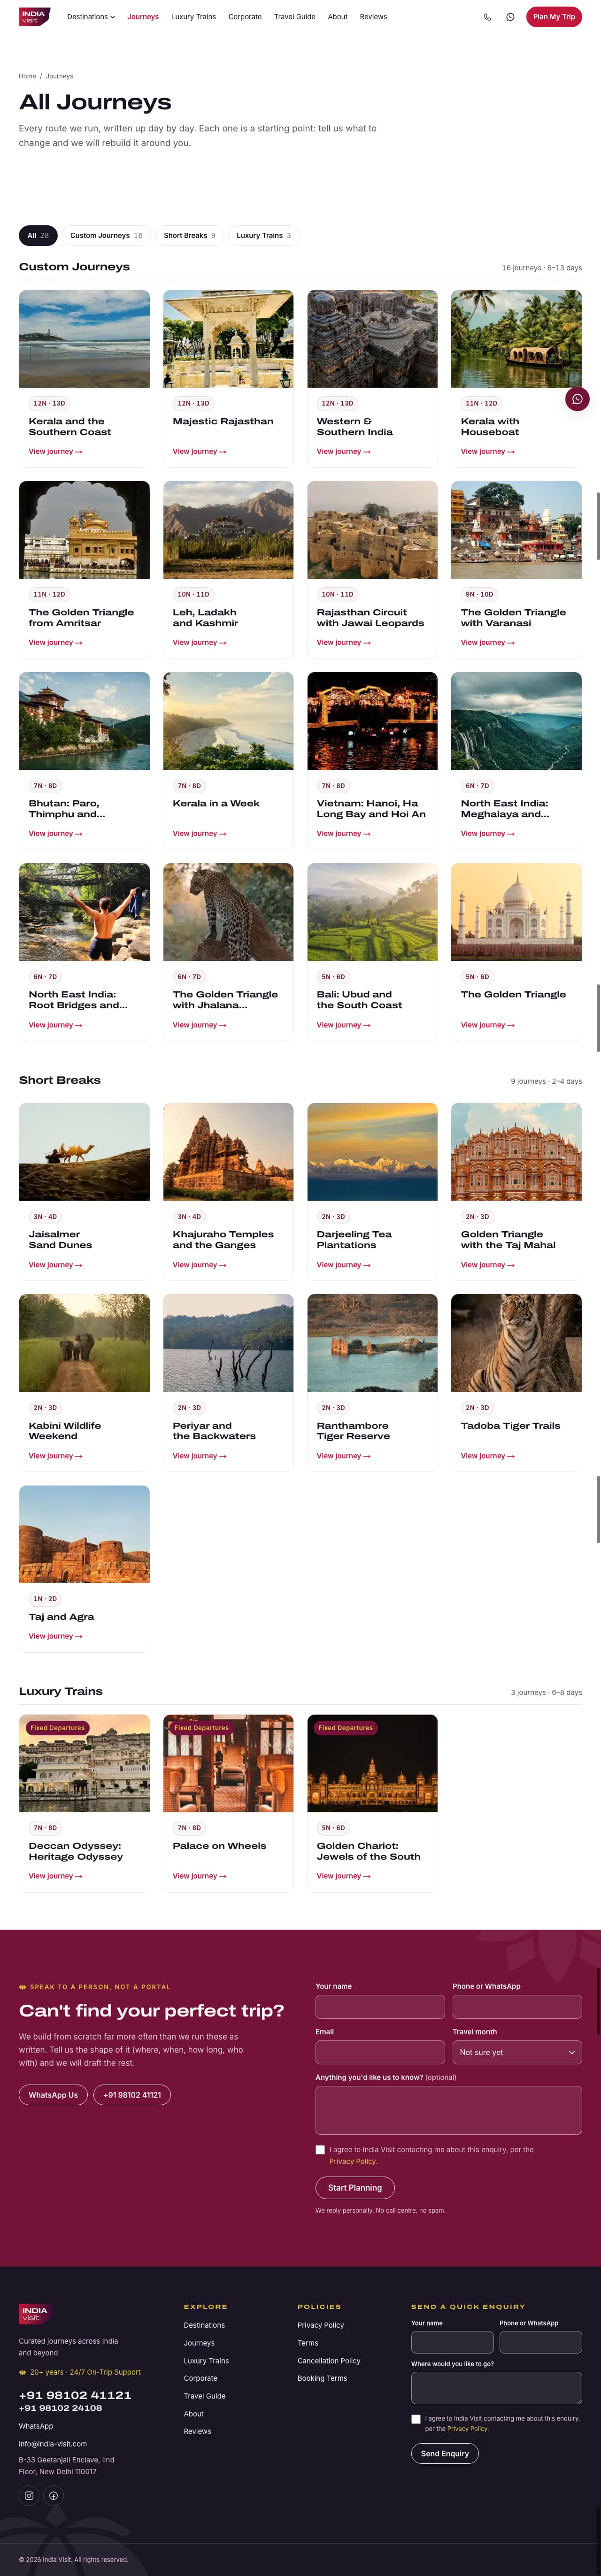 INDIA
visit
Destinations
Journeys
Luxury Trains
Corporate
Travel Guide
About
Reviews
Plan My Trip
Home / Journeys
All Journeys
Every route we run, written up day by day. Each one is a starting point: tell us what to
change and we will rebuild it around you.
All 28
Custom Journeys 16
Short Breaks 9
Luxury Trains 3
Custom Journeys
16 journeys · 6–13 days
12N · 13D
Kerala and the
Southern Coast
View journey →
12N · 13D
Majestic Rajasthan
View journey →
12N · 13D
Western &
Southern India
View journey →
11N · 12D
Kerala with
Houseboat
View journey →
11N · 12D
The Golden Triangle
from Amritsar
View journey →
10N · 11D
Leh, Ladakh
and Kashmir
View journey →
10N · 11D
Rajasthan Circuit
with Jawai Leopards
View journey →
9N · 10D
The Golden Triangle
with Varanasi
View journey →
7N · 8D
Bhutan: Paro,
Thimphu and...
View journey →
7N · 8D
Kerala in a Week
View journey →
7N · 8D
Vietnam: Hanoi, Ha
Long Bay and Hoi An
View journey →
6N · 7D
North East India:
Meghalaya and...
View journey →
6N · 7D
North East India:
Root Bridges and...
View journey →
6N · 7D
The Golden Triangle
with Jhalana...
View journey →
5N · 6D
Bali: Ubud and
the South Coast
View journey →
5N · 6D
The Golden Triangle
View journey →
Short Breaks
9 journeys · 2–4 days
3N · 4D
Jaisalmer
Sand Dunes
View journey →
3N · 4D
Khajuraho Temples
and the Ganges
View journey →
2N · 3D
Darjeeling Tea
Plantations
View journey →
2N · 3D
Golden Triangle
with the Taj Mahal
View journey →
2N · 3D
Kabini Wildlife
Weekend
View journey →
2N · 3D
Periyar and
the Backwaters
View journey →
2N · 3D
Ranthambore
Tiger Reserve
View journey →
2N · 3D
Tadoba Tiger Trails
View journey →
1N · 2D
Taj and Agra
View journey →
Luxury Trains
3 journeys · 6–8 days
Fixed Departures
7N · 8D
Deccan Odyssey:
Heritage Odyssey
View journey →
Fixed Departures
7N · 8D
Palace on Wheels
View journey →
Fixed Departures
5N · 6D
Golden Chariot:
Jewels of the South
View journey →
SPEAK TO A PERSON, NOT A PORTAL
Can't find your perfect trip?
We build from scratch far more often than we run these as
written. Tell us the shape of it (where, when, how long, who
with) and we will draft the rest.
WhatsApp Us
+91 98102 41121
Your name
Phone or WhatsApp
Email
Travel month
Not sure yet
Anything you'd like us to know? (optional)
I agree to India Visit contacting me about this enquiry, per the
Privacy Policy.
Start Planning
We reply personally. No call centre, no spam.
INDIA
visit
Curated journeys across India
and beyond
20+ years · 24/7 On-Trip Support
+91 98102 41121
+91 98102 24108
WhatsApp
info@india-visit.com
B-33 Geetanjali Enclave, IInd
Floor, New Delhi 110017
EXPLORE
Destinations
Journeys
Luxury Trains
Corporate
Travel Guide
About
Reviews
POLICIES
Privacy Policy
Terms
Cancellation Policy
Booking Terms
SEND A QUICK ENQUIRY
Your name
Phone or WhatsApp
Where would you like to go?
I agree to India Visit contacting me about this enquiry,
per the Privacy Policy.
Send Enquiry
© 2026 India Visit. All rights reserved.